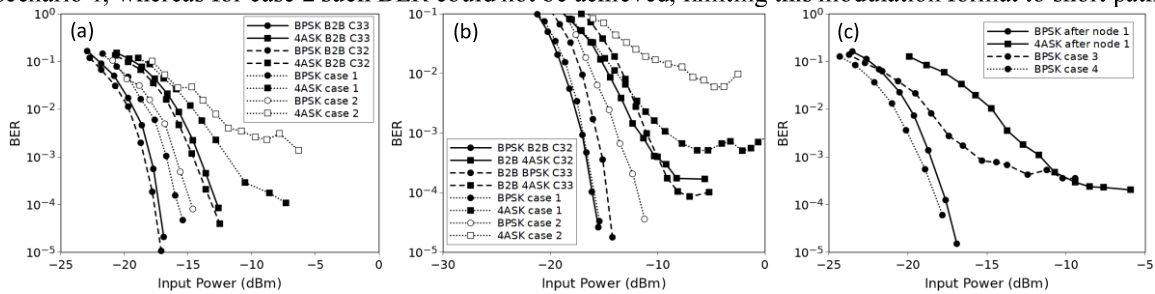 scenario 4, whereas for case 2 such BER could not be achieved, limiting this modulation format to short path
(a)
BPSK B2B C33
4ASK B2B C33
BPSK B2B C32
4ASK B2B C32
BPSK case 1
4ASK case 1
BPSK case 2
4ASK case 2
10⁰
10⁻¹
10⁻²
10⁻³
10⁻⁴
10⁻⁵
BER
−25 −20 −15 −10 −5 0
Input Power (dBm)
(b)
BPSK B2B C32
B2B 4ASK C32
B2B BPSK C33
B2B 4ASK C33
BPSK case 1
4ASK case 1
BPSK case 2
4ASK case 2
10⁻¹
10⁻²
10⁻³
10⁻⁴
10⁻⁵
BER
−30 −20 −10 0
Input Power (dBm)
(c)
BPSK after node 1
4ASK after node 1
BPSK case 3
BPSK case 4
10⁰
10⁻¹
10⁻²
10⁻³
10⁻⁴
10⁻⁵
BER
−25 −20 −15 −10 −5
Input Power (dBm)